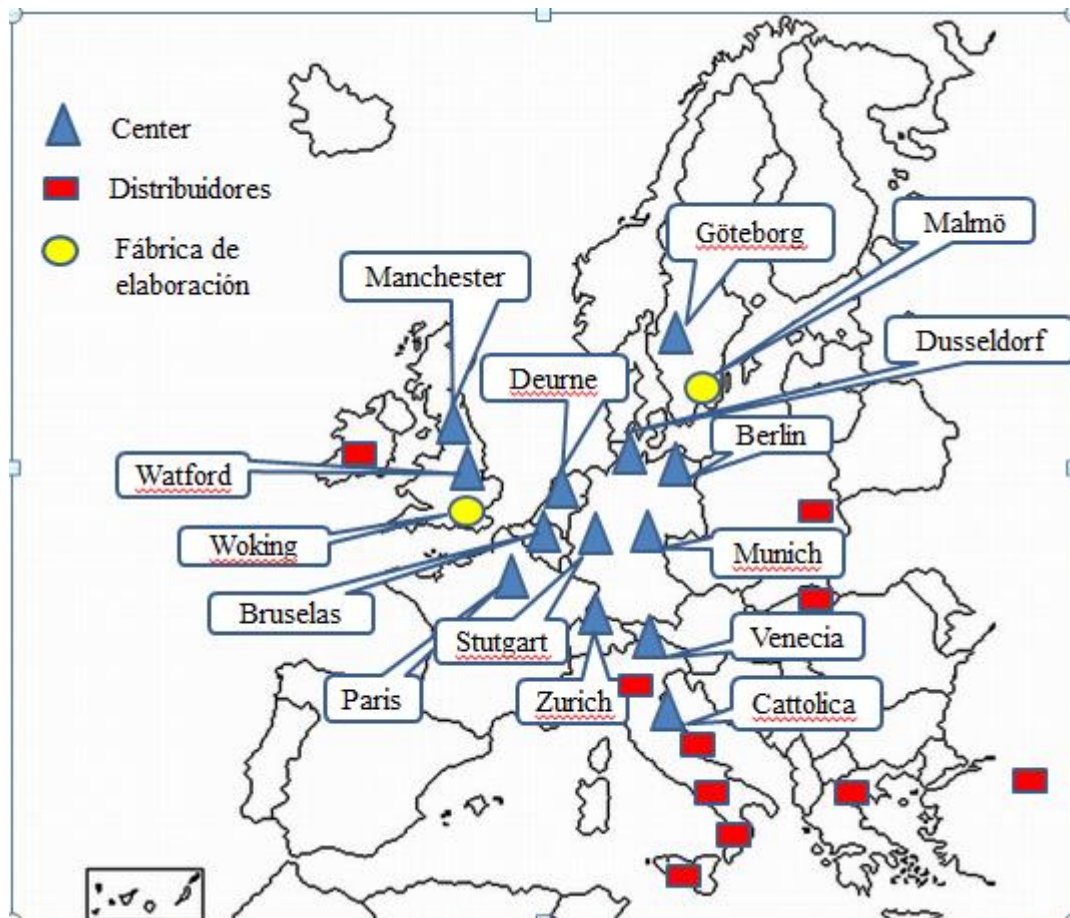 Center
Distribuidores
Fábrica de
elaboración
Göteborg
Malmö
Manchester
Dusseldorf
Deurne
Berlin
Watford
Woking
Munich
Bruselas
Stutgart
Venecia
Paris
Zurich
Cattolica